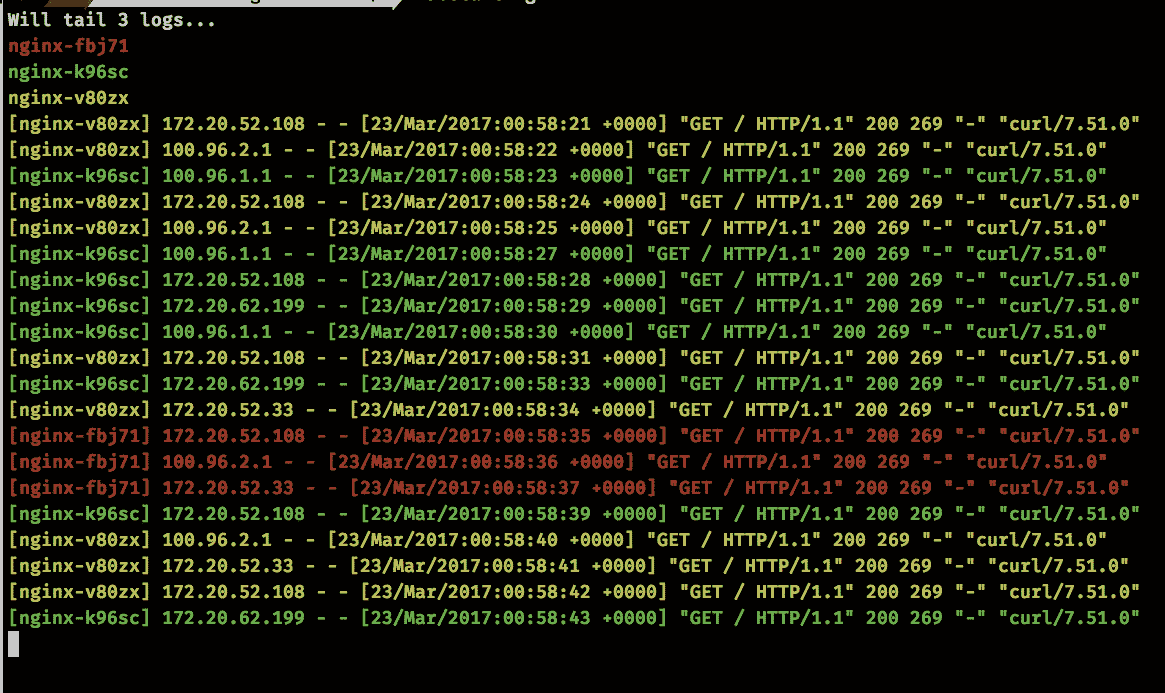 Will tail 3 logs...
nginx-fbj71
nginx-k96sc
nginx-v80zx
[nginx-v80zx] 172.20.52.108 - - [23/Mar/2017:00:58:21 +0000] "GET / HTTP/1.1" 200 269 "-" "curl/7.51.0"
[nginx-v80zx] 100.96.2.1 - - [23/Mar/2017:00:58:22 +0000] "GET / HTTP/1.1" 200 269 "-" "curl/7.51.0"
[nginx-k96sc] 100.96.1.1 - - [23/Mar/2017:00:58:23 +0000] "GET / HTTP/1.1" 200 269 "-" "curl/7.51.0"
[nginx-v80zx] 172.20.52.108 - - [23/Mar/2017:00:58:24 +0000] "GET / HTTP/1.1" 200 269 "-" "curl/7.51.0"
[nginx-v80zx] 100.96.2.1 - - [23/Mar/2017:00:58:25 +0000] "GET / HTTP/1.1" 200 269 "-" "curl/7.51.0"
[nginx-k96sc] 100.96.1.1 - - [23/Mar/2017:00:58:27 +0000] "GET / HTTP/1.1" 200 269 "-" "curl/7.51.0"
[nginx-k96sc] 172.20.52.108 - - [23/Mar/2017:00:58:28 +0000] "GET / HTTP/1.1" 200 269 "-" "curl/7.51.0"
[nginx-k96sc] 172.20.62.199 - - [23/Mar/2017:00:58:29 +0000] "GET / HTTP/1.1" 200 269 "-" "curl/7.51.0"
[nginx-k96sc] 100.96.1.1 - - [23/Mar/2017:00:58:30 +0000] "GET / HTTP/1.1" 200 269 "-" "curl/7.51.0"
[nginx-v80zx] 172.20.52.108 - - [23/Mar/2017:00:58:31 +0000] "GET / HTTP/1.1" 200 269 "-" "curl/7.51.0"
[nginx-k96sc] 172.20.62.199 - - [23/Mar/2017:00:58:33 +0000] "GET / HTTP/1.1" 200 269 "-" "curl/7.51.0"
[nginx-v80zx] 172.20.52.33 - - [23/Mar/2017:00:58:34 +0000] "GET / HTTP/1.1" 200 269 "-" "curl/7.51.0"
[nginx-fbj71] 172.20.52.108 - - [23/Mar/2017:00:58:35 +0000] "GET / HTTP/1.1" 200 269 "-" "curl/7.51.0"
[nginx-fbj71] 100.96.2.1 - - [23/Mar/2017:00:58:36 +0000] "GET / HTTP/1.1" 200 269 "-" "curl/7.51.0"
[nginx-fbj71] 172.20.52.33 - - [23/Mar/2017:00:58:37 +0000] "GET / HTTP/1.1" 200 269 "-" "curl/7.51.0"
[nginx-k96sc] 172.20.52.108 - - [23/Mar/2017:00:58:39 +0000] "GET / HTTP/1.1" 200 269 "-" "curl/7.51.0"
[nginx-v80zx] 100.96.2.1 - - [23/Mar/2017:00:58:40 +0000] "GET / HTTP/1.1" 200 269 "-" "curl/7.51.0"
[nginx-v80zx] 172.20.52.33 - - [23/Mar/2017:00:58:41 +0000] "GET / HTTP/1.1" 200 269 "-" "curl/7.51.0"
[nginx-v80zx] 172.20.52.108 - - [23/Mar/2017:00:58:42 +0000] "GET / HTTP/1.1" 200 269 "-" "curl/7.51.0"
[nginx-k96sc] 172.20.62.199 - - [23/Mar/2017:00:58:43 +0000] "GET / HTTP/1.1" 200 269 "-" "curl/7.51.0"